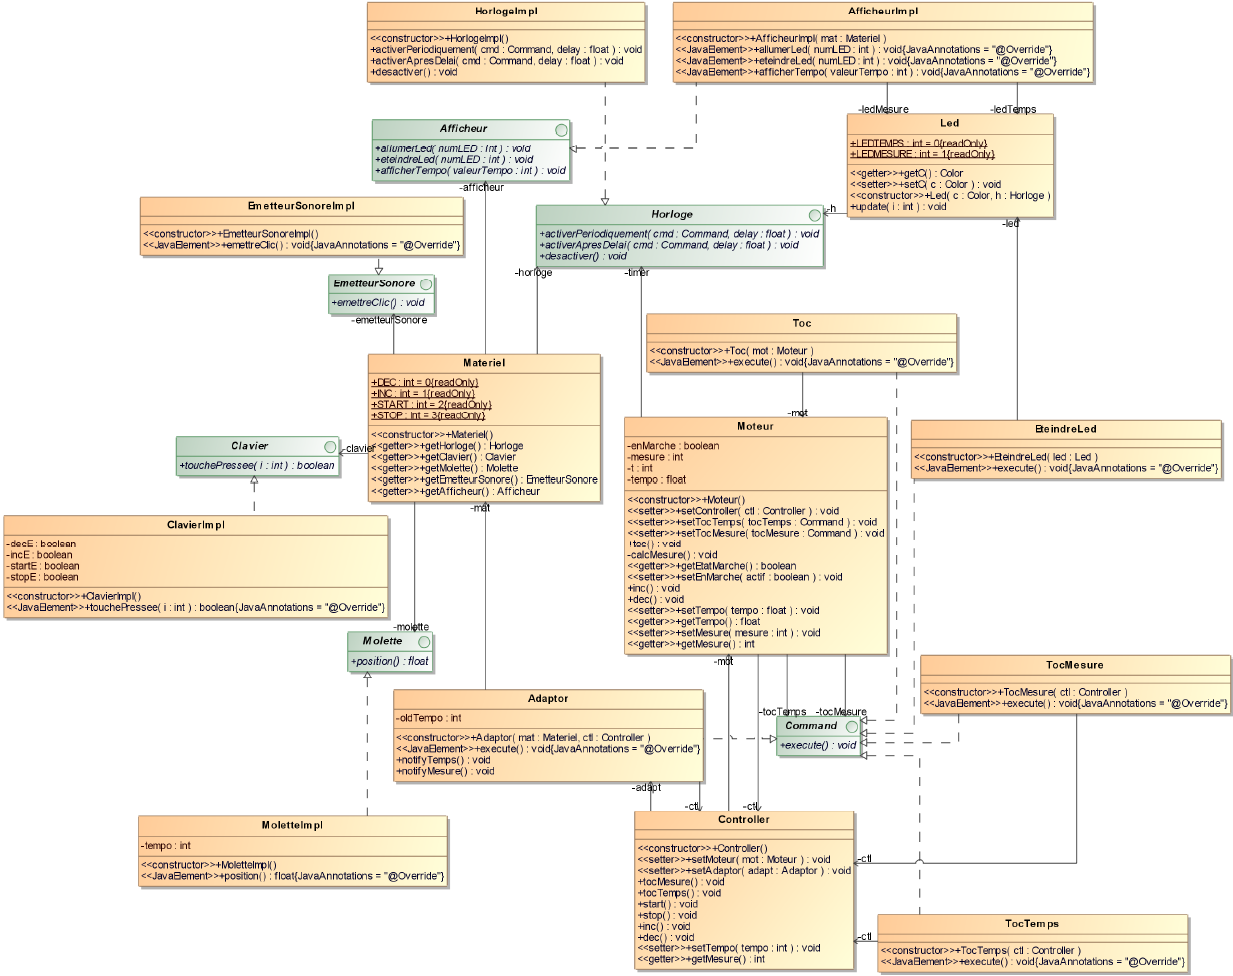 HorlogeImpl
<<constructor>>+HorlogeImpl()
+activerPeriodiquement( cmd : Command, delay : float ) : void
+activerApresDelai( cmd : Command, delay : float ) : void
+desactiver() : void
AfficheurImpl
<<constructor>>+AfficheurImpl( mat : Materiel )
<<JavaElement>>+allumerLed( numLED : int ) : void{JavaAnnotations = "@Override"}
<<JavaElement>>+eteindreLed( numLED : int ) : void{JavaAnnotations = "@Override"}
<<JavaElement>>+afficherTempo( valeurTempo : int ) : void{JavaAnnotations = "@Override"}
-ledMesure
-ledTemps
Afficheur
+allumerLed( numLED : int ) : void
+eteindreLed( numLED : int ) : void
+afficherTempo( valeurTempo : int ) : void
-afficheur
Led
+LEDTEMPS : int = 0{readOnly}
+LEDMESURE : int = 1{readOnly}
<<getter>>+getC() : Color
<<setter>>+setC( c : Color ) : void
<<constructor>>+Led( c : Color, h : Horloge )
+update( i : int ) : void
-h
-led
EmetteurSonoreImpl
<<constructor>>+EmetteurSonoreImpl()
<<JavaElement>>+emettreClic() : void{JavaAnnotations = "@Override"}
Horloge
+activerPeriodiquement( cmd : Command, delay : float ) : void
+activerApresDelai( cmd : Command, delay : float ) : void
+desactiver() : void
-horloge
-timer
EmetteurSonore
+emettreClic() : void
-emetteurSonore
Toc
<<constructor>>+Toc( mot : Moteur )
<<JavaElement>>+execute() : void{JavaAnnotations = "@Override"}
-mot
Materiel
+DEC : int = 0{readOnly}
+INC : int = 1{readOnly}
+START : int = 2{readOnly}
+STOP : int = 3{readOnly}
<<constructor>>+Materiel()
<<getter>>+getHorloge() : Horloge
<<getter>>+getClavier() : Clavier
<<getter>>+getMolette() : Molette
<<getter>>+getEmetteurSonore() : EmetteurSonore
<<getter>>+getAfficheur() : Afficheur
-mat
Clavier
+touchePressee( i : int ) : boolean
-clavier
Moteur
-enMarche : boolean
-mesure : int
-t : int
-tempo : float
<<constructor>>+Moteur()
<<setter>>+setController( ctl : Controller ) : void
<<setter>>+setTocTemps( tocTemps : Command ) : void
<<setter>>+setTocMesure( tocMesure : Command ) : void
+toc() : void
-calcMesure() : void
<<getter>>+getEtatMarche() : boolean
<<setter>>+setEnMarche( actif : boolean ) : void
+inc() : void
+dec() : void
<<setter>>+setTempo( tempo : float ) : void
<<getter>>+getTempo() : float
<<setter>>+setMesure( mesure : int ) : void
<<getter>>+getMesure() : int
-mot
EteindreLed
<<constructor>>+EteindreLed( led : Led )
<<JavaElement>>+execute() : void{JavaAnnotations = "@Override"}
ClavierImpl
-decE : boolean
-incE : boolean
-startE : boolean
-stopE : boolean
<<constructor>>+ClavierImpl()
<<JavaElement>>+touchePressee( i : int ) : boolean{JavaAnnotations = "@Override"}
-molette
Molette
+position() : float
TocMesure
<<constructor>>+TocMesure( ctl : Controller )
<<JavaElement>>+execute() : void{JavaAnnotations = "@Override"}
Adaptor
-oldTempo : int
<<constructor>>+Adaptor( mat : Materiel, ctl : Controller )
<<JavaElement>>+execute() : void{JavaAnnotations = "@Override"}
+notifyTemps() : void
+notifyMesure() : void
-tocTemps
-tocMesure
Command
+execute() : void
-adapt
-ctl
-ctl
MoletteImpl
-tempo : int
<<constructor>>+MoletteImpl()
<<JavaElement>>+position() : float{JavaAnnotations = "@Override"}
Controller
<<constructor>>+Controller()
<<setter>>+setMoteur( mot : Moteur ) : void
<<setter>>+setAdaptor( adapt : Adaptor ) : void
+tocMesure() : void
+tocTemps() : void
+start() : void
+stop() : void
+inc() : void
+dec() : void
<<setter>>+setTempo( tempo : int ) : void
<<getter>>+getMesure() : int
-ctl
-ctl
TocTemps
<<constructor>>+TocTemps( ctl : Controller )
<<JavaElement>>+execute() : void{JavaAnnotations = "@Override"}